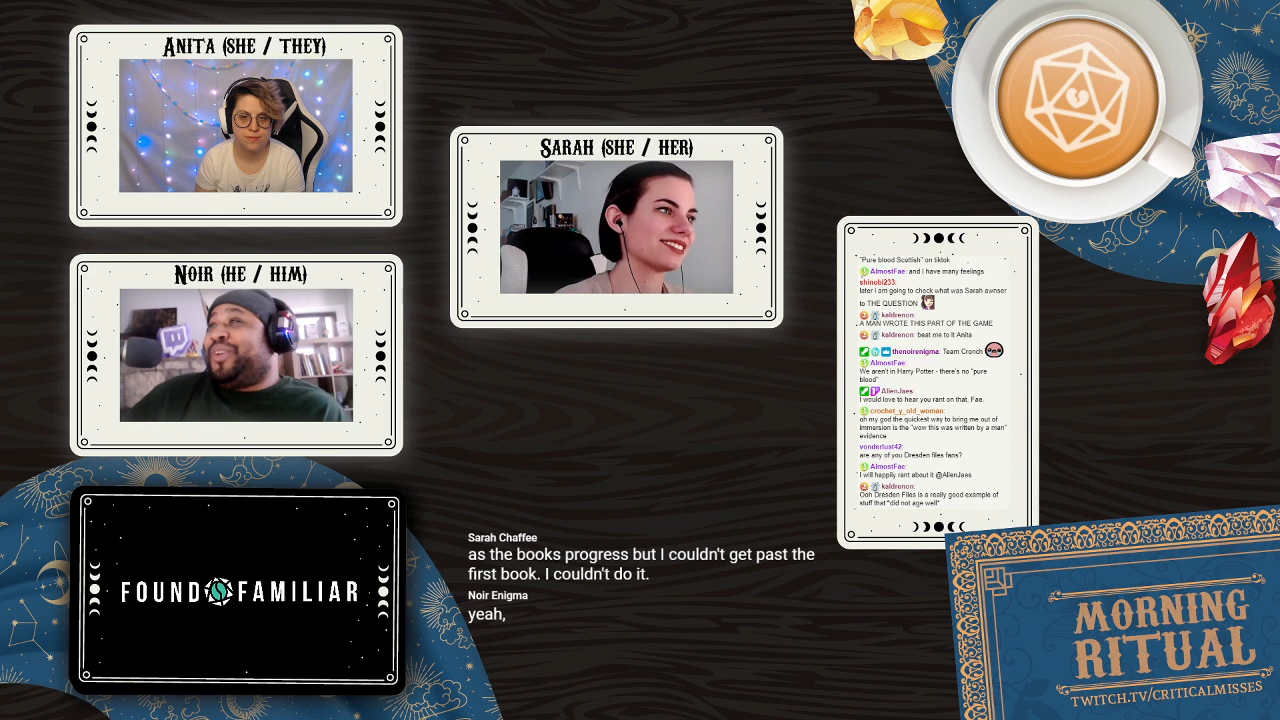 ANITA (SHE / THEY)
NOIR (HE / HIM)
FOUND FAMILIAR
SARAH (SHE / HER)
Sarah Chaffee
as the books progress but I couldn't get past the
first book. I couldn't do it.
Noir Enigma
yeah,
"Pure blood Scottish" on tiktok
AlmostFae: and I have many feelings
shinobi233:
later i am going to check what was Sarah awnser
to THE QUESTION
kaldrenon:
A MAN WROTE THIS PART OF THE GAME
kaldrenon: beat me to it Anita
thenoirenigma: Team Cronch
AlmostFae:
We aren't in Harry Potter - there's no "pure
blood"
AlienJaes:
I would love to hear you rant on that, Fae.
crochet_y_old_woman:
oh my god the quickest way to bring me out of
immersion is the "wow this was written by a man"
evidence
vonderlust42:
are any of you Dresden files fans?
AlmostFae:
I will happily rant about it @AlienJaes
kaldrenon:
Ooh Dresden Files is a really good example of
stuff that "did not age well"
MORNING
RITUAL
TWITCH.TV/CRITICALMISSES